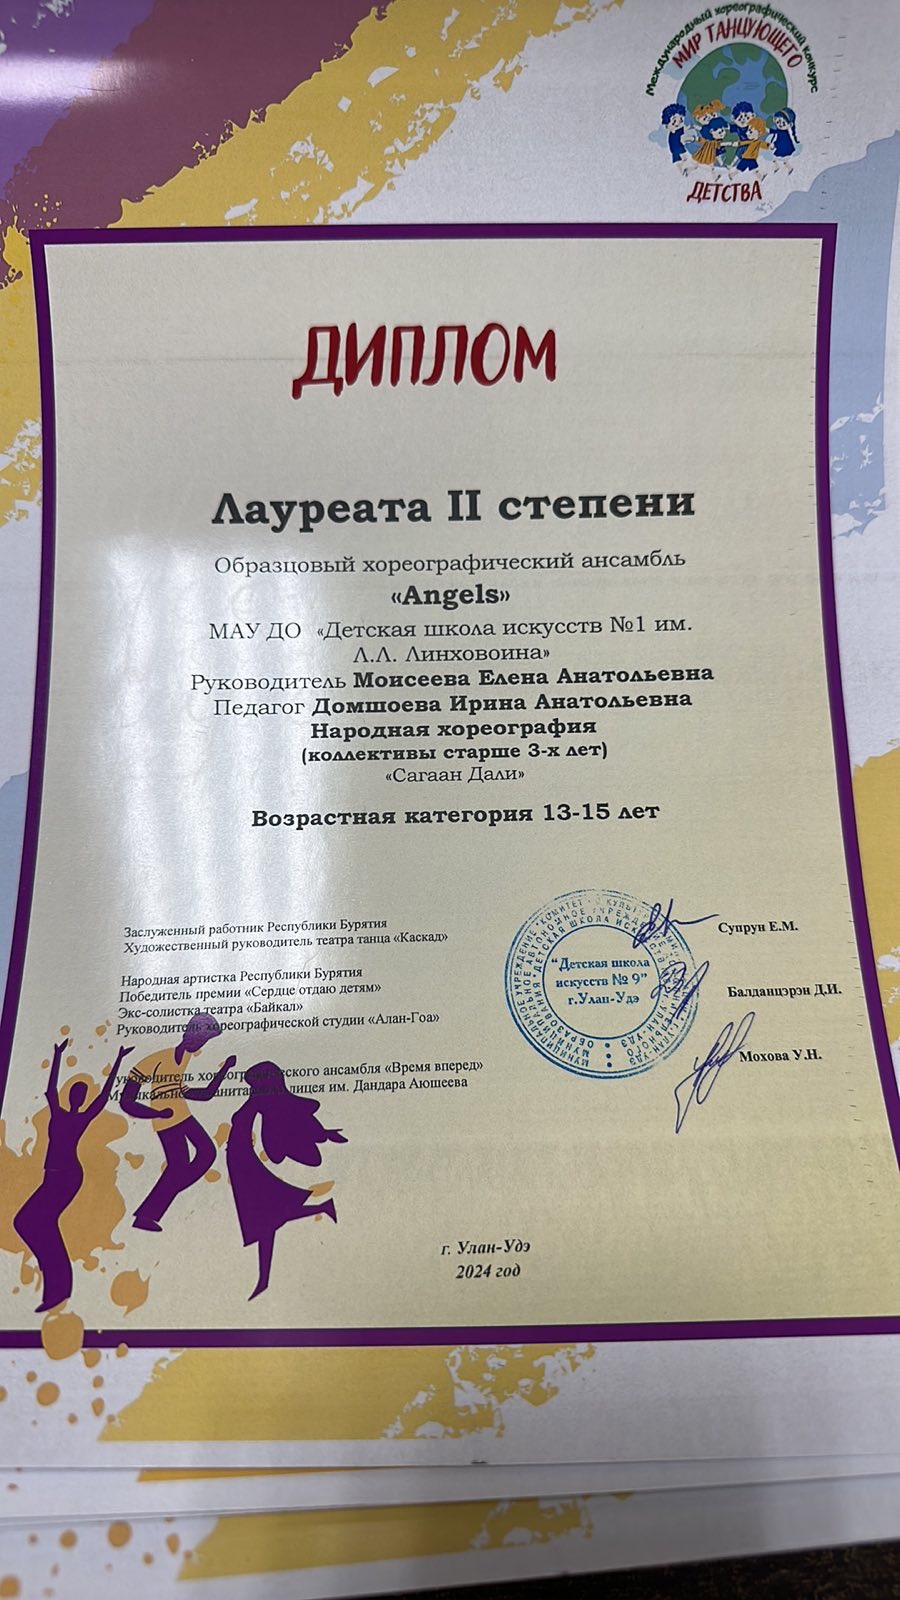 Международный хореографический конкурс
МИР ТАНЦУЮЩЕГО
ДЕТСТВА
ДИПЛОМ
Лауреата II степени
Образцовый хореографический ансамбль
«Angels»
МАУ ДО «Детская школа искусств №1 им.
Л.Л. Линховоина»
Руководитель Моисеева Елена Анатольевна
Педагог Домшоева Ирина Анатольевна
Народная хореография
(коллективы старше 3-х лет)
«Сагаан Дали»
Возрастная категория 13-15 лет
Заслуженный работник Республики Бурятия
Художественный руководитель театра танца «Каскад»
Супрун Е.М.
Народная артистка Республики Бурятия
Победитель премии «Сердце отдаю детям»
Экс-солистка театра «Байкал»
Руководитель хореографической студии «Алан-Гоа»
Балданцэрэн Д.И.
"Детская школа
искусств № 9"
г.Улан-Удэ
Руководитель хореографического ансамбля «Время вперед»
лицея им. Дандара Аюшеева
Мохова У.Н.
г. Улан-Удэ
2024 год